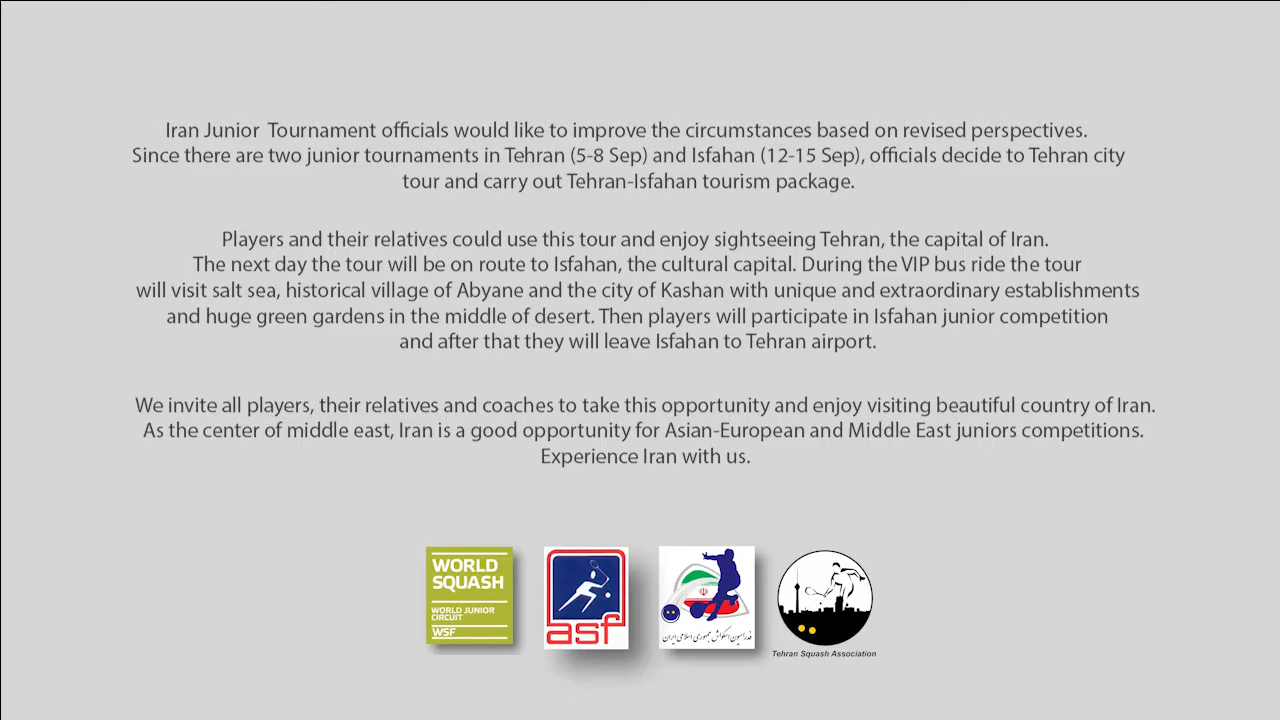 Iran Junior  Tournament officials would like to improve the circumstances based on revised perspectives.
Since there are two junior tournaments in Tehran (5-8 Sep) and Isfahan (12-15 Sep), officials decide to Tehran city
tour and carry out Tehran-Isfahan tourism package.
Players and their relatives could use this tour and enjoy sightseeing Tehran, the capital of Iran.
The next day the tour will be on route to Isfahan, the cultural capital. During the VIP bus ride the tour
will visit salt sea, historical village of Abyane and the city of Kashan with unique and extraordinary establishments
and huge green gardens in the middle of desert. Then players will participate in Isfahan junior competition
and after that they will leave Isfahan to Tehran airport.
We invite all players, their relatives and coaches to take this opportunity and enjoy visiting beautiful country of Iran.
As the center of middle east, Iran is a good opportunity for Asian-European and Middle East juniors competitions.
Experience Iran with us.
WORLD
SQUASH
WORLD JUNIOR
CIRCUIT
WSF
asf
فدراسیون اسکواش جمهوری اسلامی ایران
Tehran Squash Association